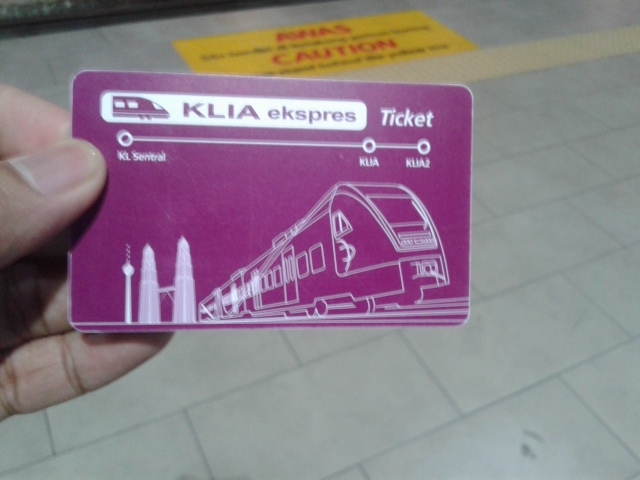 AWAS
CAUTION
KLIA ekspres
Ticket
KL Sentral
KLIA
KLIA2